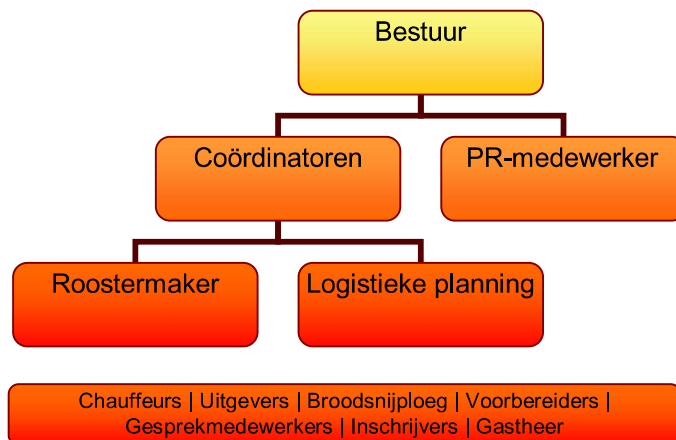 Bestuur
Coördinatoren
PR-medewerker
Roostermaker
Logistieke planning
Chauffeurs | Uitgevers | Broodsnijploeg | Voorbereiders |
Gesprekmedewerkers | Inschrijvers | Gastheer